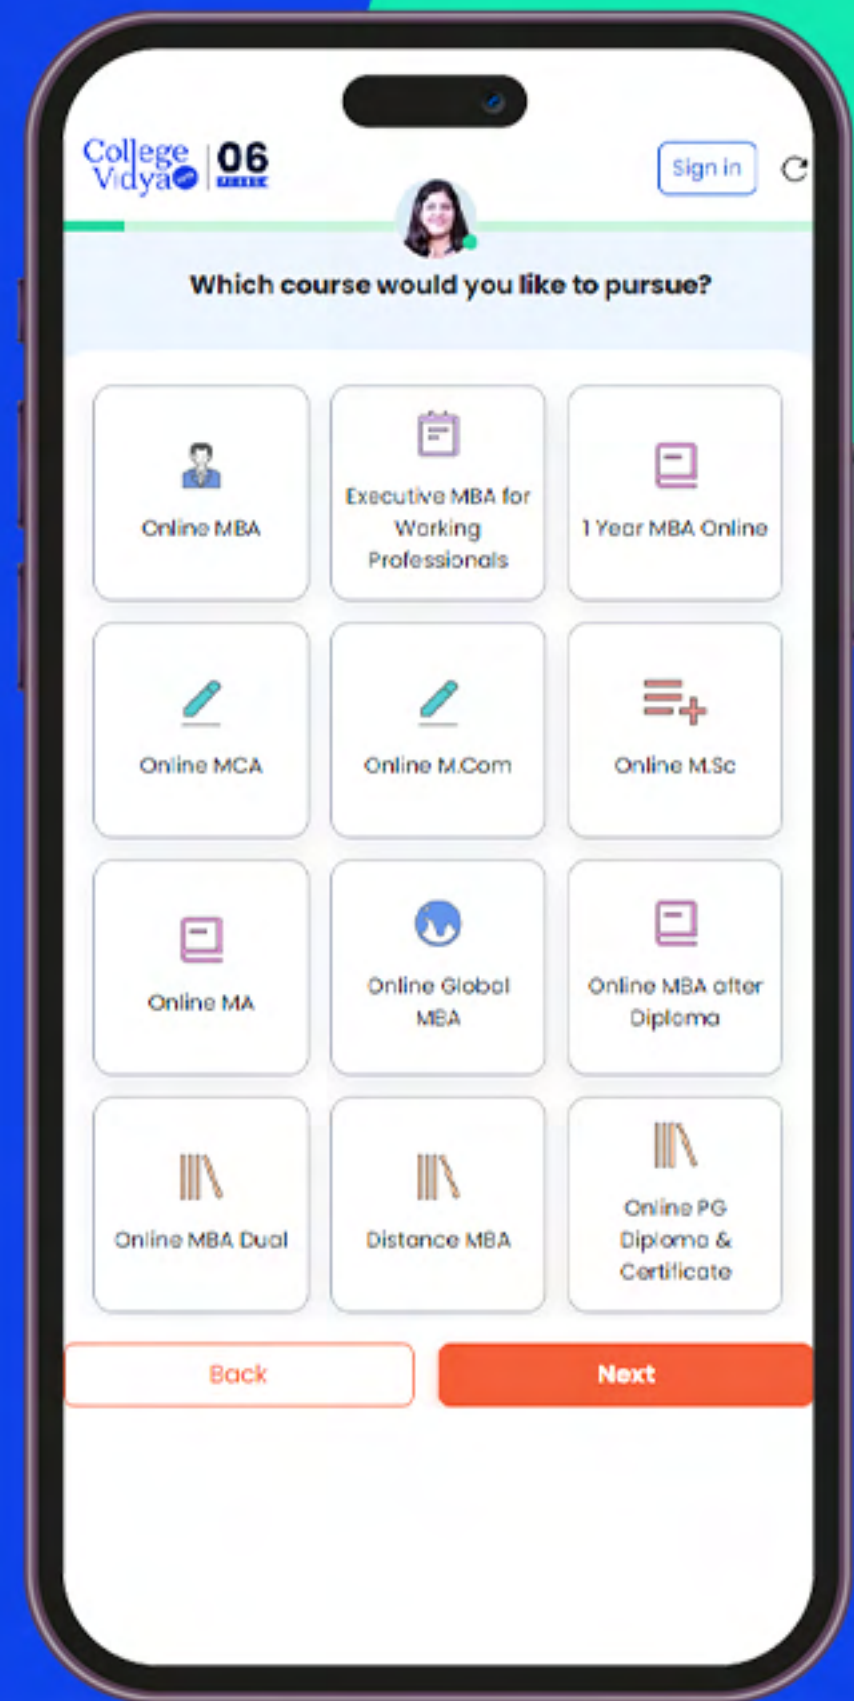 College
Vidya
06
Sign in
Which course would you like to pursue?
Online MBA
Executive MBA for
Working
Professionals
1 Year MBA Online
Online MCA
Online M.Com
Online M.Sc
Online MA
Online Global
MBA
Online MBA after
Diploma
Online MBA Dual
Distance MBA
Online PG
Diploma &
Certificate
Back
Next